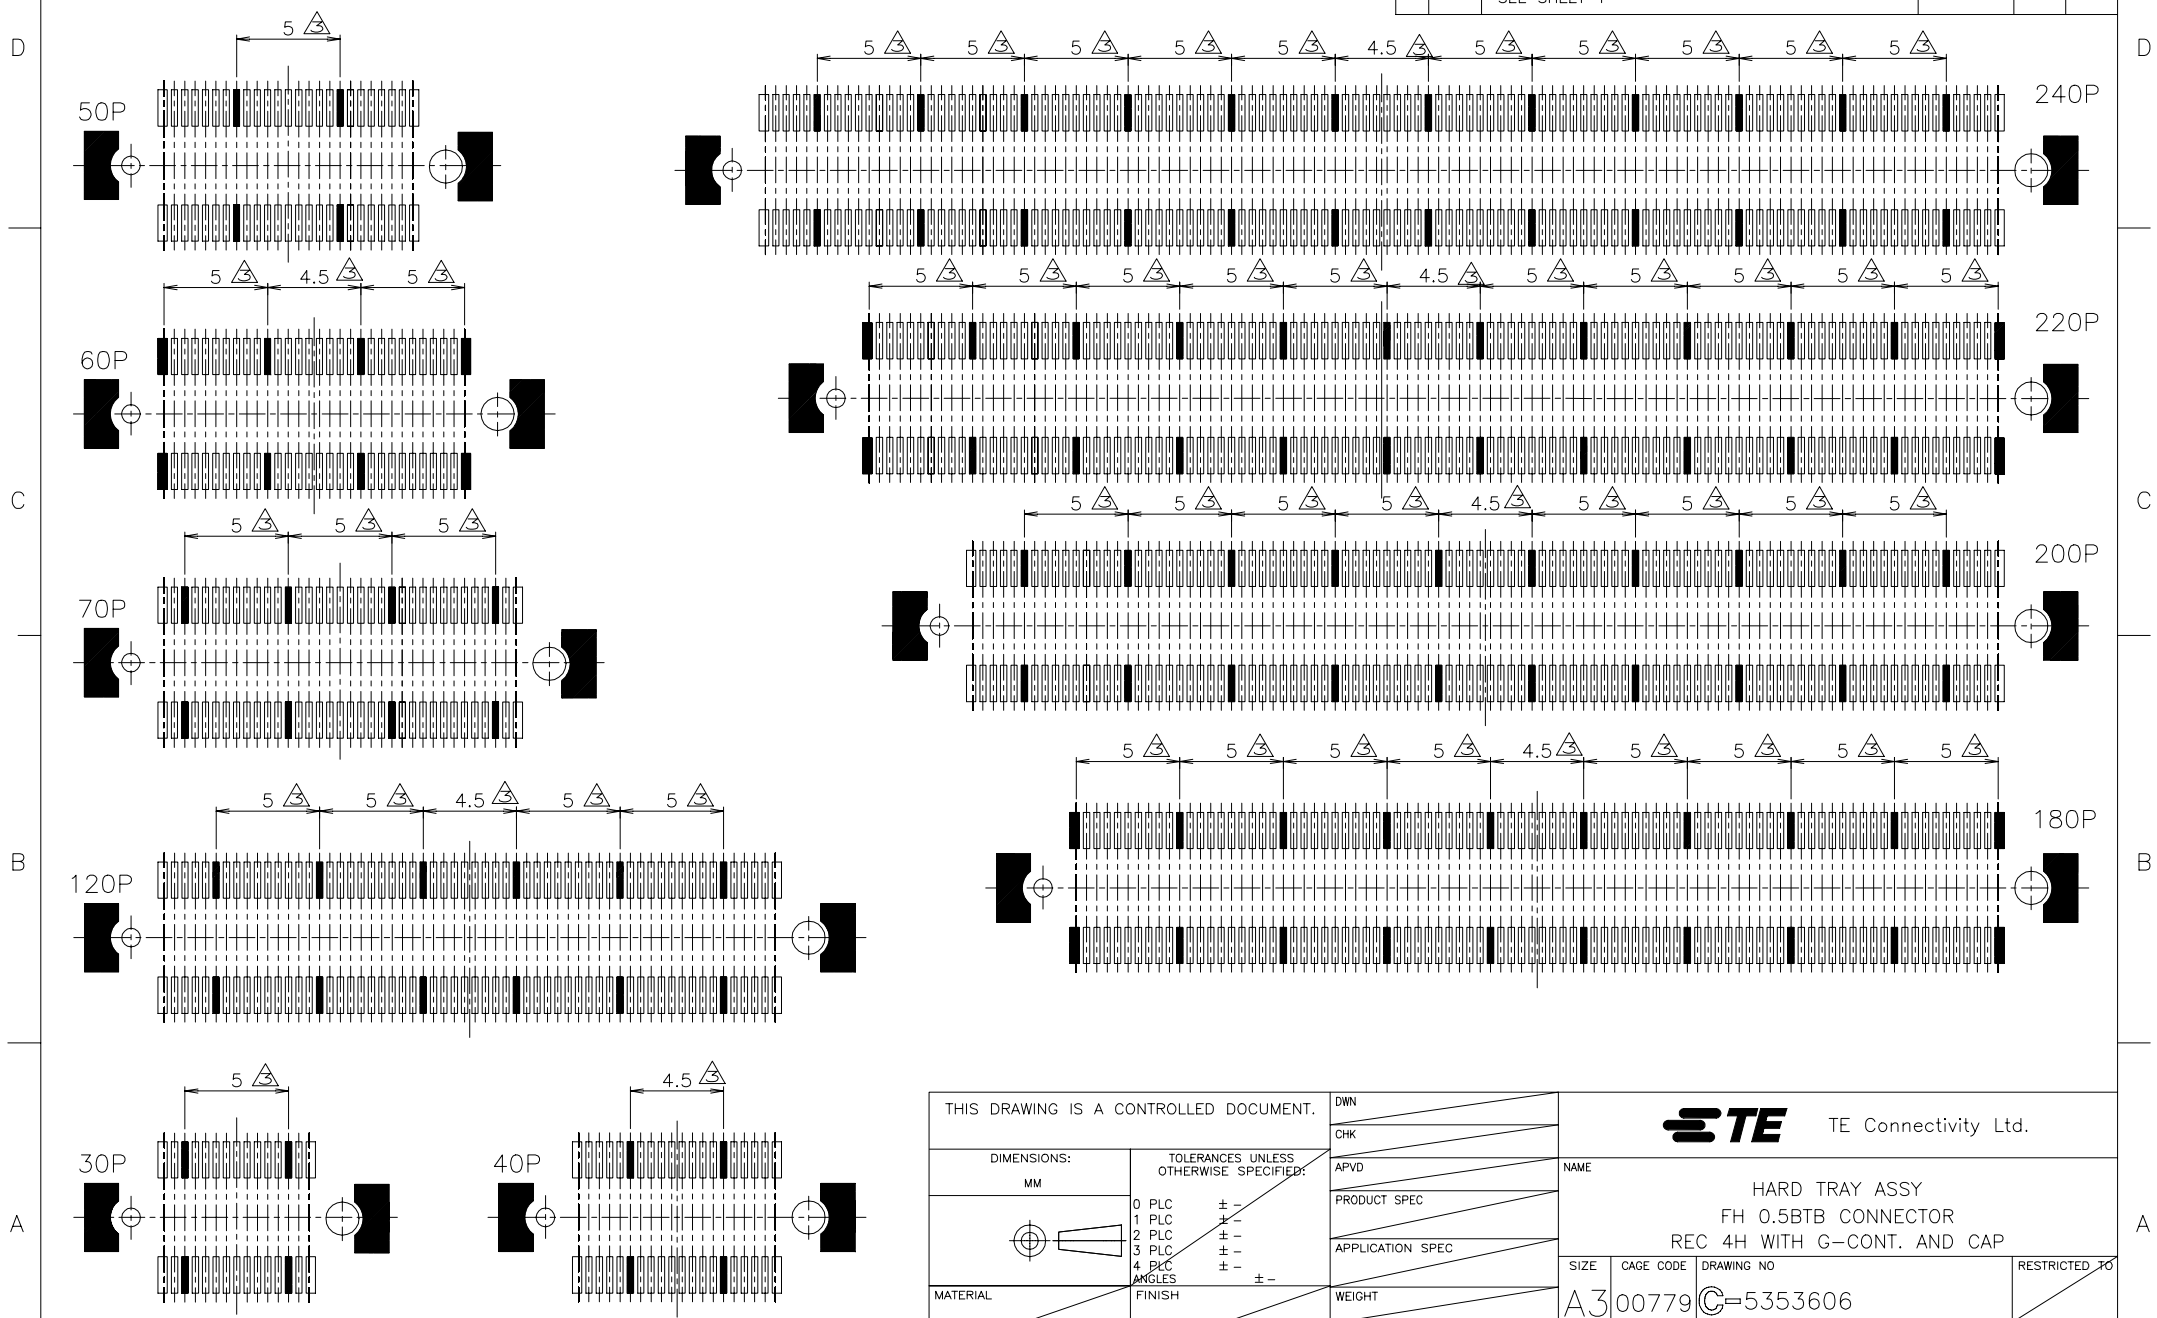 D
5 3
50P
5 3 5 3 5 3 5 3 5 3 4.5 3 5 3 5 3 5 3 5 3 5 3
240P
D
60P
5 3 4.5 3 5 3
5 3 5 3 5 3 5 3 5 3 4.5 3 5 3 5 3 5 3 5 3 5 3
220P
C
70P
5 3 5 3 5 3
5 3 5 3 5 3 5 3 4.5 3 5 3 5 3 5 3 5 3
200P
C
B
120P
5 3 5 3 4.5 3 5 3 5 3
5 3 5 3 5 3 5 3 4.5 3 5 3 5 3 5 3 5 3
180P
B
A
30P
5 3
40P
4.5 3
A
THIS DRAWING IS A CONTROLLED DOCUMENT.
DIMENSIONS:
MM
TOLERANCES UNLESS
OTHERWISE SPECIFIED:
0 PLC ± -
1 PLC ± -
2 PLC ± -
3 PLC ± -
4 PLC ± -
ANGLES ± -
MATERIAL
FINISH
DWN
CHK
APVD
PRODUCT SPEC
APPLICATION SPEC
WEIGHT
TE TE Connectivity Ltd.
NAME
HARD TRAY ASSY
FH 0.5BTB CONNECTOR
REC 4H WITH G-CONT. AND CAP
SIZE
A3
CAGE CODE
00779
DRAWING NO
C-5353606
RESTRICTED TO